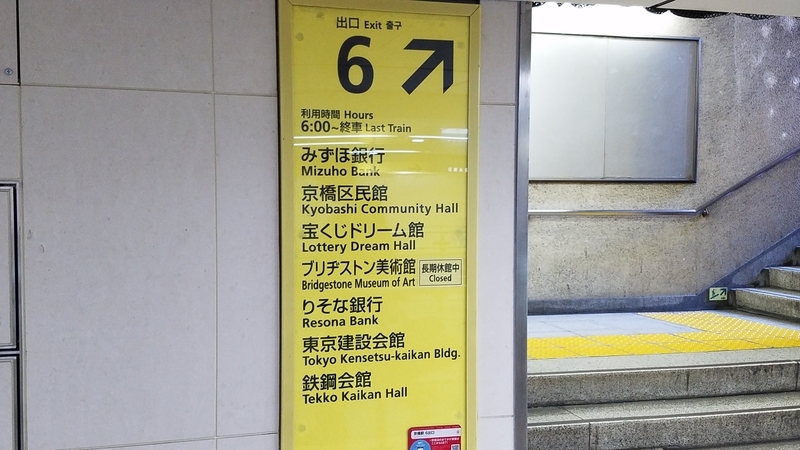 出口 Exit 출구
6
利用時間 Hours
6:00~終車 Last Train
みずほ銀行
Mizuho Bank
京橋区民館
Kyobashi Community Hall
宝くじドリーム館
Lottery Dream Hall
ブリヂストン美術館 長期休館中
Bridgestone Museum of Art Closed
りそな銀行
Resona Bank
東京建設会館
Tokyo Kensetsu-kaikan Bldg.
鉄鋼会館
Tekko Kaikan Hall